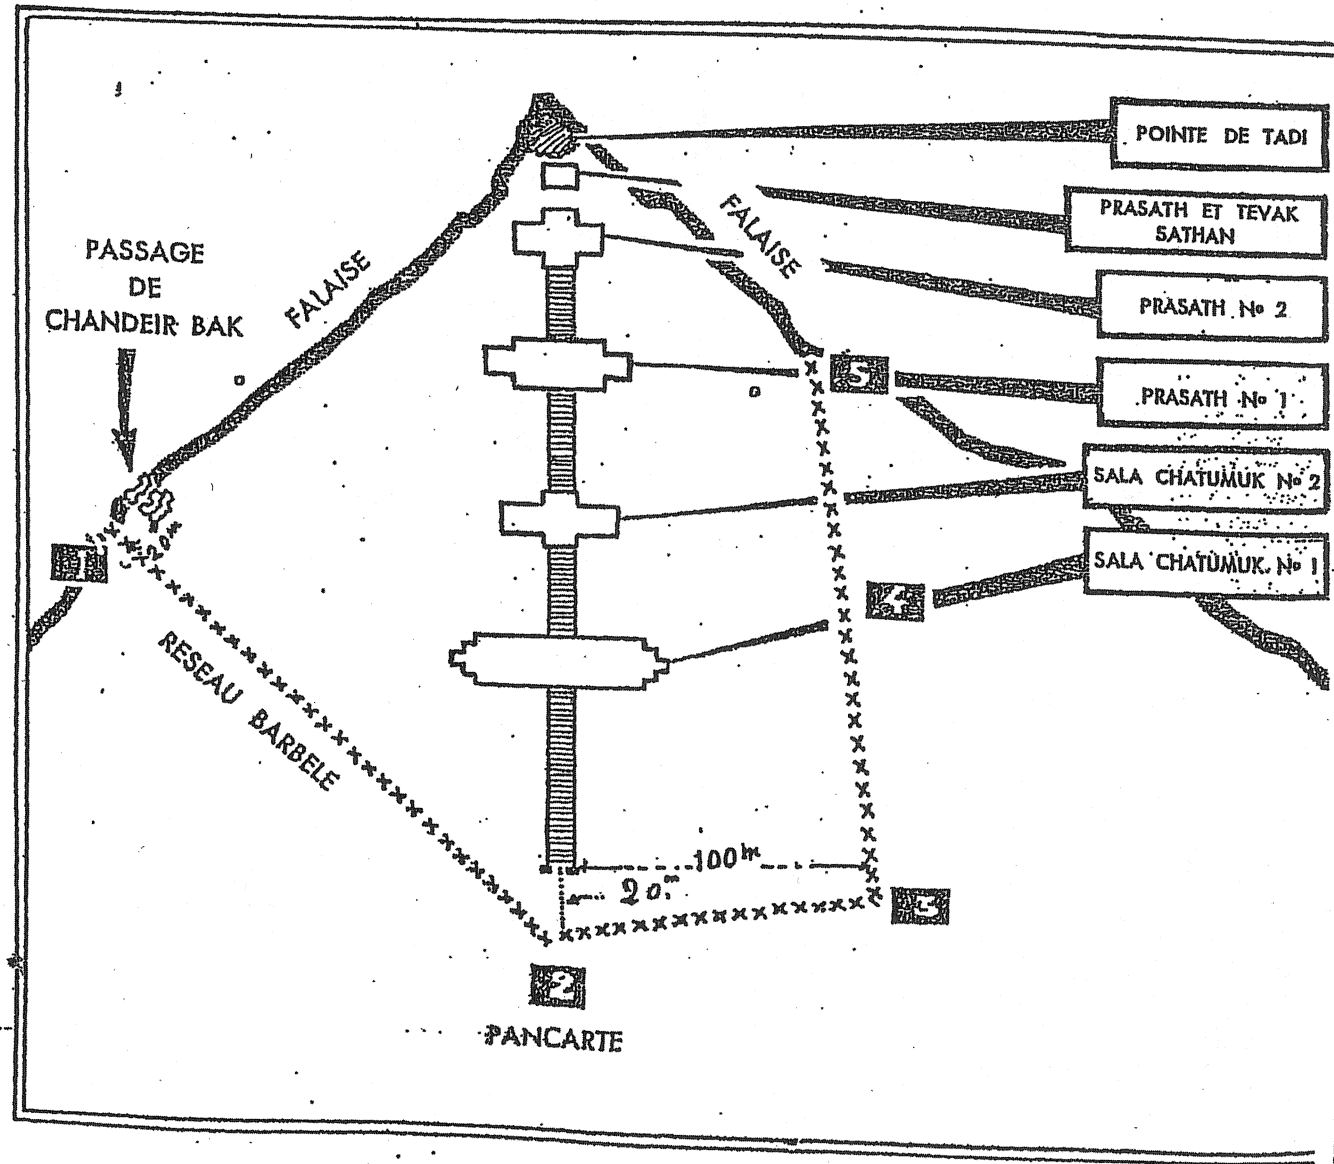 POINTE DE TADI
PRASATH ET TEVAK
SATHAN
PRASATH No 2
PRASATH No 1
SALA CHATUMUK No 2
SALA CHATUMUK No 1
FALAISE
FALAISE
PASSAGE
DE
CHANDEIR BAK
20m
1
RESEAU BARBELE
5
4
100m
20m
3
2
PANCARTE